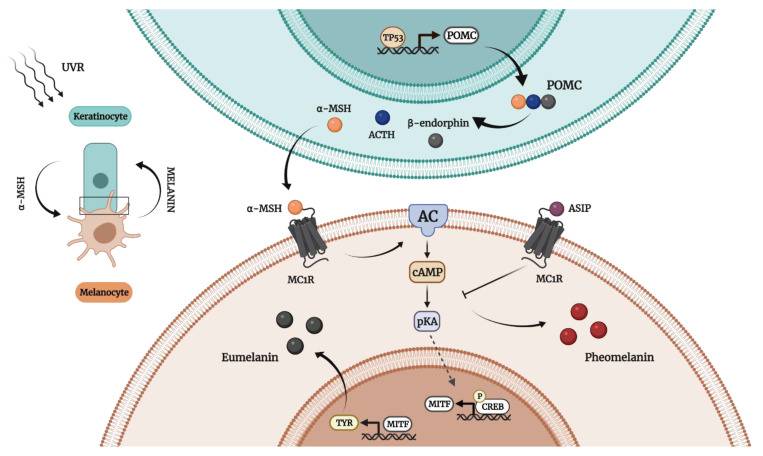 UVR
Keratinocyte
α-MSH
MELANIN
Melanocyte
TP53
POMC
POMC
α-MSH
ACTH
β-endorphin
α-MSH
MC1R
AC
cAMP
pKA
ASIP
MC1R
Eumelanin
Pheomelanin
TYR
MITF
MITF
P
CREB